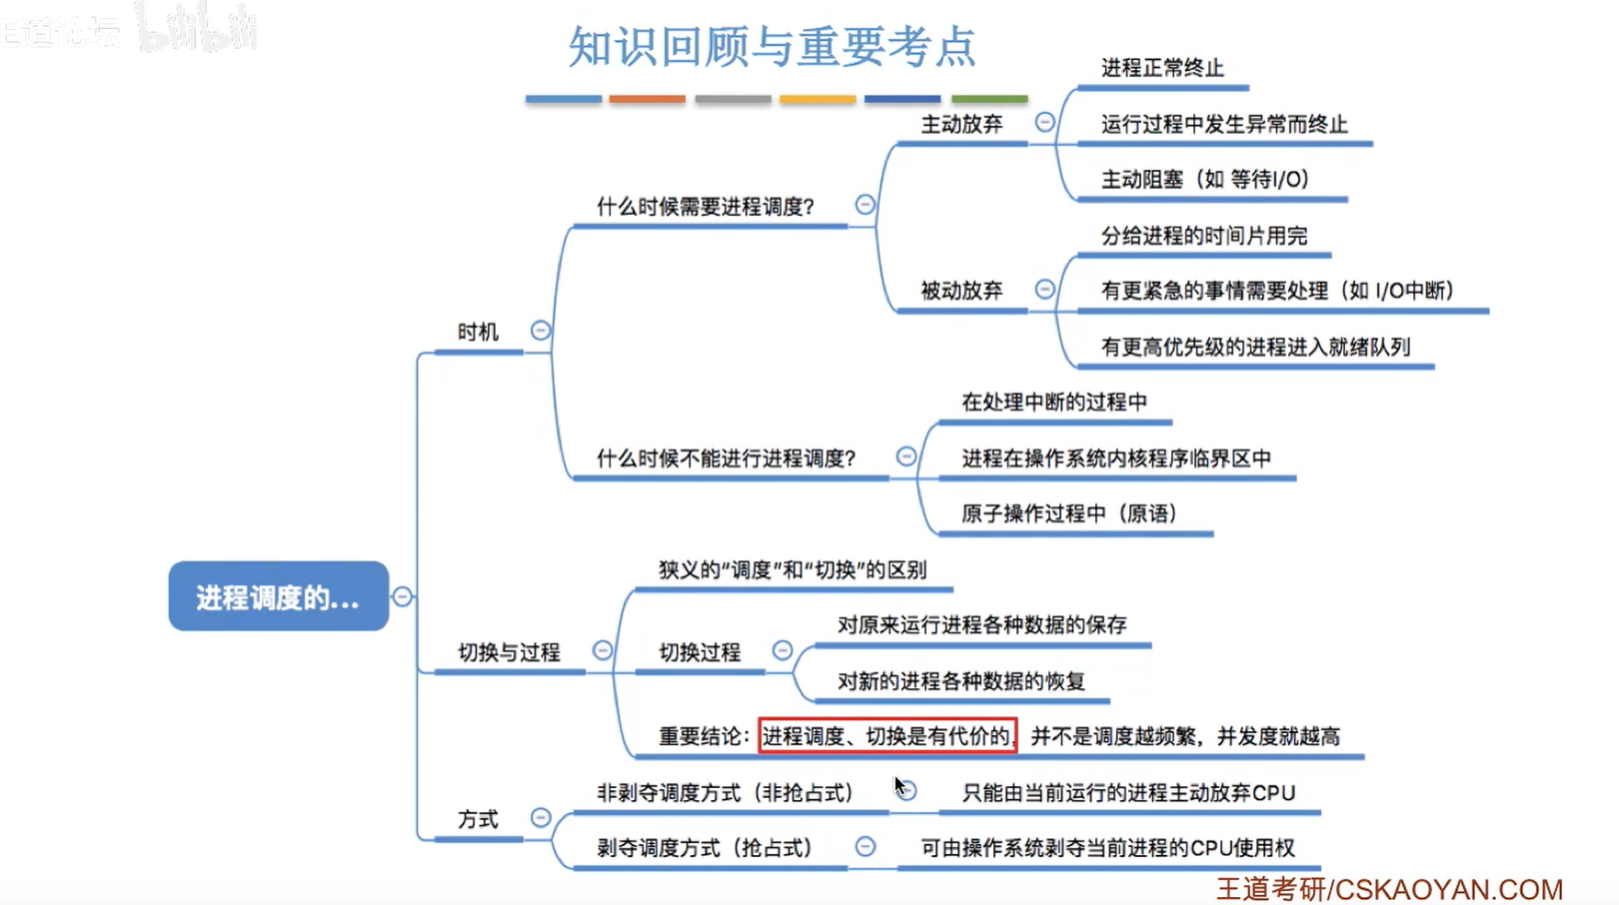 王道论坛
bilibili
知识回顾与重要考点
进程调度的...
时机
什么时候需要进程调度？
主动放弃
进程正常终止
运行过程中发生异常而终止
主动阻塞（如 等待I/O）
被动放弃
分给进程的时间片用完
有更紧急的事情需要处理（如 I/O中断）
有更高优先级的进程进入就绪队列
什么时候不能进行进程调度？
在处理中断的过程中
进程在操作系统内核程序临界区中
原子操作过程中（原语）
切换与过程
狭义的“调度”和“切换”的区别
切换过程
对原来运行进程各种数据的保存
对新的进程各种数据的恢复
重要结论：进程调度、切换是有代价的，并不是调度越频繁，并发度就越高
方式
非剥夺调度方式（非抢占式）
只能由当前运行的进程主动放弃CPU
剥夺调度方式（抢占式）
可由操作系统剥夺当前进程的CPU使用权
王道考研/CSKAOYAN.COM